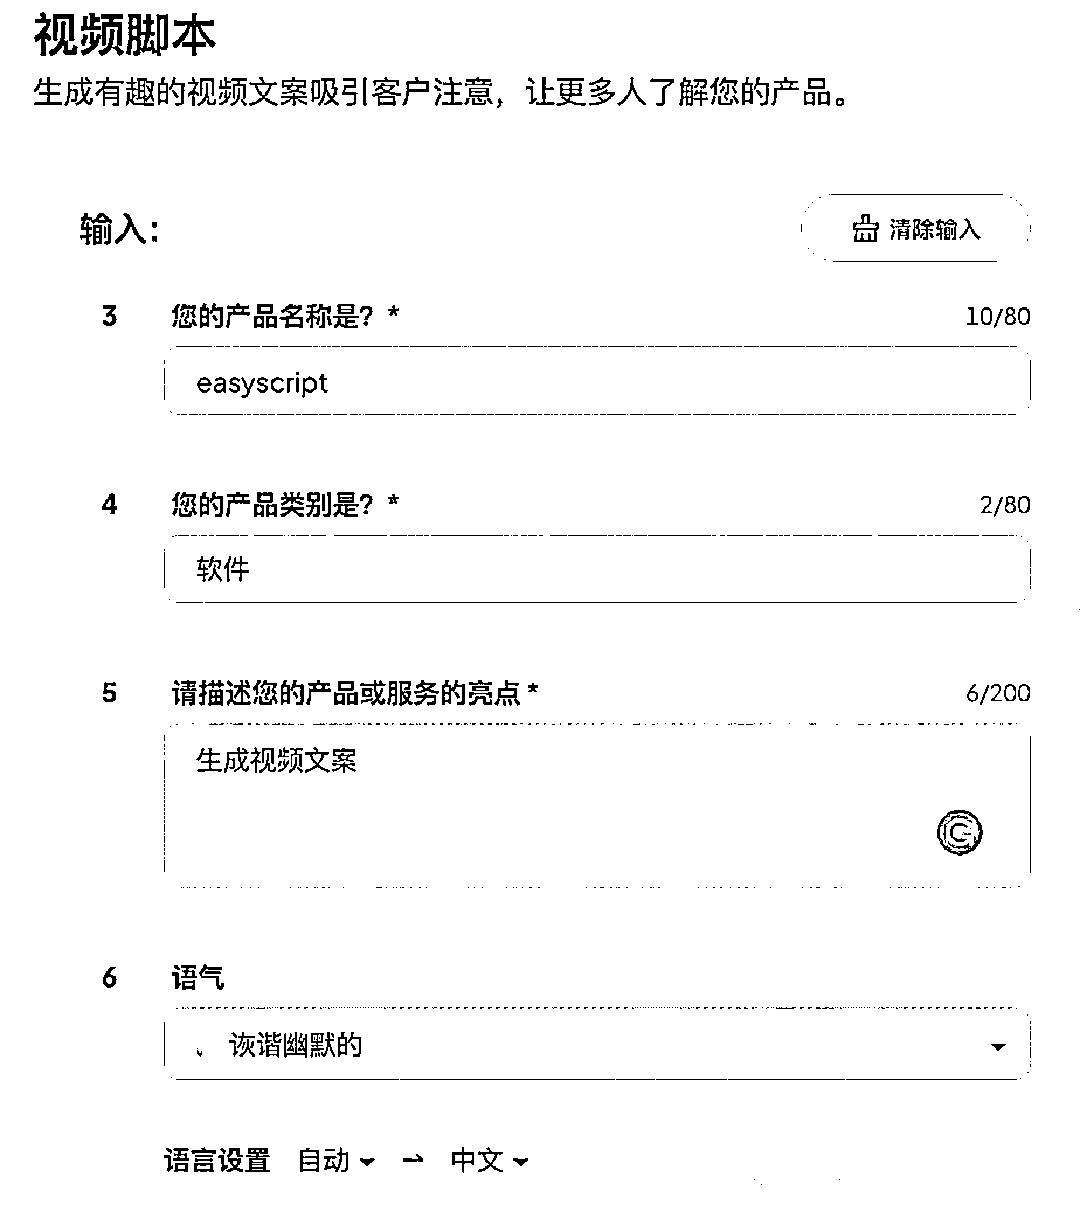 视频脚本
生成有趣的视频文案吸引客户注意，让更多人了解您的产品。
输入：
清除输入
3 您的产品名称是？ * 10/80
easyscript
4 您的产品类别是？ * 2/80
软件
5 请描述您的产品或服务的亮点 * 6/200
生成视频文案
6 语气
诙谐幽默的
语言设置 自动 → 中文